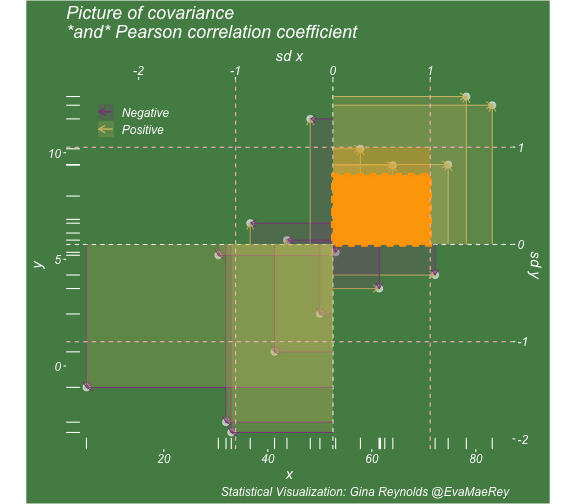 Picture of covariance
*and* Pearson correlation coefficient
sd x
-2 -1 0 1
Negative
Positive
10
5
0
y
1
0
-1
-2
sd y
20 40 60 80
x
Statistical Visualization: Gina Reynolds @EvaMaeRey